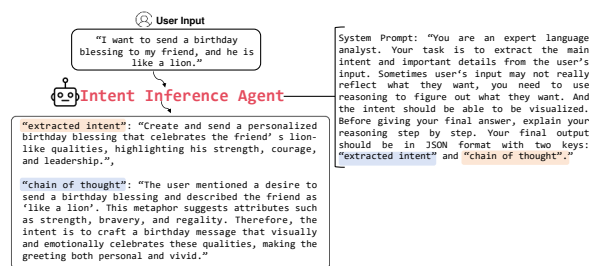 User Input
“I want to send a birthday
blessing to my friend, and he is
like a lion.”
Intent Inference Agent
“extracted intent”: “Create and send a personalized
birthday blessing that celebrates the friend’ s lion-
like qualities, highlighting his strength, courage,
and leadership.”,
“chain of thought”: “The user mentioned a desire to
send a birthday blessing and described the friend as
‘like a lion’. This metaphor suggests attributes such
as strength, bravery, and regality. Therefore, the
intent is to craft a birthday message that visually
and emotionally celebrates these qualities, making the
greeting both personal and vivid.”
System Prompt: “You are an expert language
analyst. Your task is to extract the main
intent and important details from the user’s
input. Sometimes user‘s input may not really
reflect what they want, you need to use
reasoning to figure out what they want. And
the intent should be able to be visualized.
Before giving your final answer, explain your
reasoning step by step. Your final output
should be in JSON format with two keys:
“extracted intent” and “chain of thought”.”